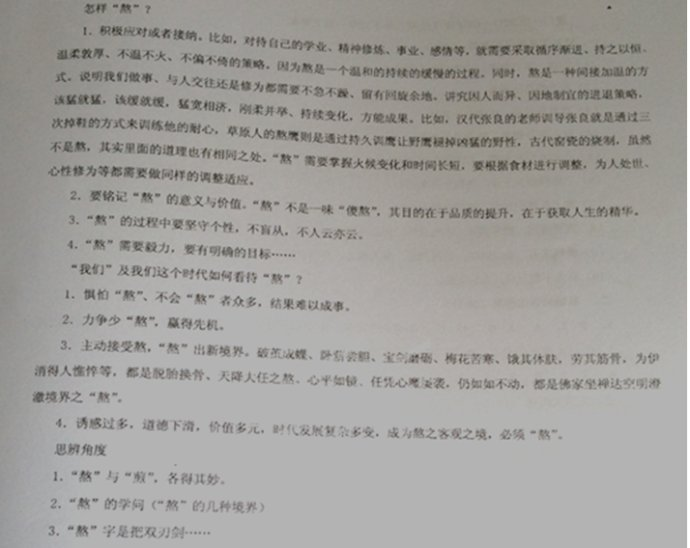 怎样“熬”？
1．积极应对或者接纳。比如，对待自己的学业、精神修炼、事业、感情等，就需要采取循序渐进、持之以恒、
温柔敦厚、不温不火、不偏不倚的策略。因为熬是一个温和的持续的缓慢的过程。同时，熬是一种间接加温的方
式。说明我们做事、与人交往还是修为都需要不急不躁、留有回旋余地。讲究因人而异、因地制宜的进退策略，
该猛就猛，该缓就缓，猛宽相济，刚柔并举、持续变化，方能成果。比如，汉代张良的老师训导张良就是通过三
次掉鞋的方式来训练他的耐心，草原人的熬鹰则是通过持久训鹰让野鹰褪掉凶猛的野性，古代窑瓷的烧制，虽然
不是熬，其实里面的道理也有相同之处。“熬”需要掌握火候变化和时间长短，要根据食材进行调整，为人处世、
心性修为等都需要做同样的调整适应。
2．要铭记“熬”的意义与价值。“熬”不是一味“傻熬”，其目的在于品质的提升，在于获取人生的精华。
3．“熬”的过程中要坚守个性，不盲从，不人云亦云。
4．“熬”需要毅力，要有明确的目标……
“我们”及我们这个时代如何看待“熬”？
1．惧怕“熬”、不会“熬”者众多，结果难以成事。
2．力争少“熬”，赢得先机。
3．主动接受熬，“熬”出新境界。破茧成蝶、卧薪尝胆、宝剑磨砺、梅花苦寒、饿其体肤，劳其筋骨，为伊
消得人憔悴等，都是脱胎换骨、天降大任之熬。心平如镜、任凭心魔袭，仍如如不动，都是佛家坐禅达空明澄
澈境界之“熬”。
4．诱惑过多，道德下滑，价值多元，时代发展复杂多变，成为熬之客观之境，必须“熬”。
思辨角度
1．“熬”与“煎”，各得其妙。
2．“熬”的学问（“熬”的几种境界）
3．“熬”字是把双刃剑……